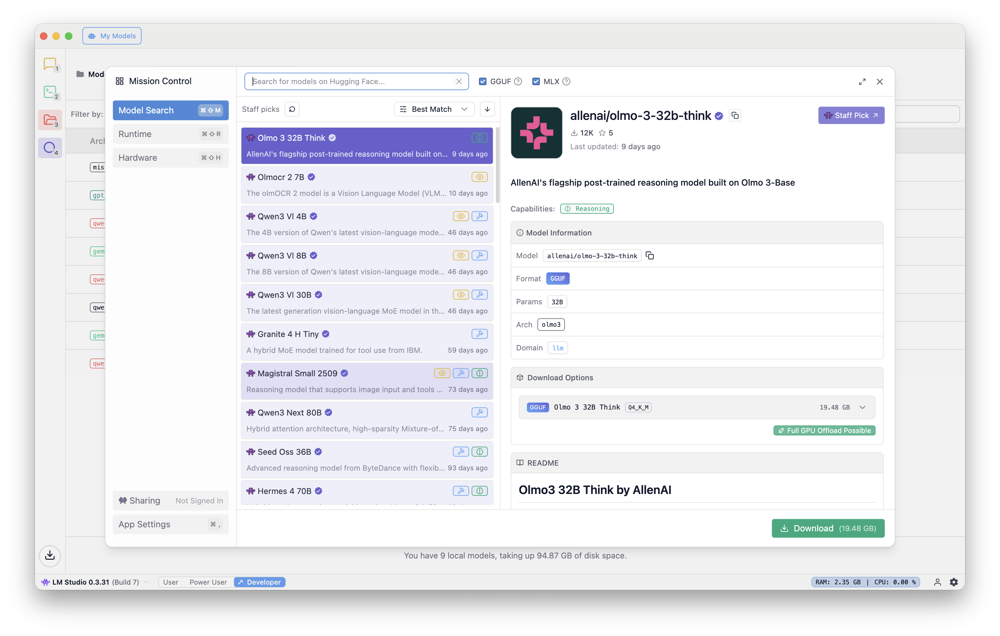 My Models
1
2
3
4
Filter by:
Mission Control
Model Search ⌘ ⇧ M
Runtime ⌘ ⇧ R
Hardware ⌘ ⇧ H
Sharing Not Signed In
App Settings ⌘ ,
Search for models on Hugging Face...
GGUF ? MLX ?
Staff picks Best Match
Olmo 3 32B Think
AllenAI's flagship post-trained reasoning model built on... 9 days ago
Olmocr 2 7B
The olmOCR 2 model is a Vision Language Model (VLM... 10 days ago
Qwen3 Vl 4B
The 4B version of Qwen's latest vision-language mode... 46 days ago
Qwen3 Vl 8B
The 8B version of Qwen's latest vision-language mode... 46 days ago
Qwen3 Vl 30B
The latest generation vision-language MoE model in th... 46 days ago
Granite 4 H Tiny
A hybrid MoE model trained for tool use from IBM. 59 days ago
Magistral Small 2509
Reasoning model that supports image input and tools ... 73 days ago
Qwen3 Next 80B
Hybrid attention architecture, high-sparsity Mixture-of... 75 days ago
Seed Oss 36B
Advanced reasoning model from ByteDance with flexib... 93 days ago
Hermes 4 70B
allenai/olmo-3-32b-think
Staff Pick
12K 5
Last updated: 9 days ago
AllenAI's flagship post-trained reasoning model built on Olmo 3-Base
Capabilities: Reasoning
Model Information
Model allenai/olmo-3-32b-think
Format GGUF
Params 32B
Arch olmo3
Domain llm
Download Options
GGUF Olmo 3 32B Think Q4_K_M 19.48 GB
Full GPU Offload Possible
README
Olmo3 32B Think by AllenAI
Download (19.48 GB)
You have 9 local models, taking up 94.87 GB of disk space.
LM Studio 0.3.31 (Build 7) User Power User Developer
RAM: 2.35 GB | CPU: 0.00 %